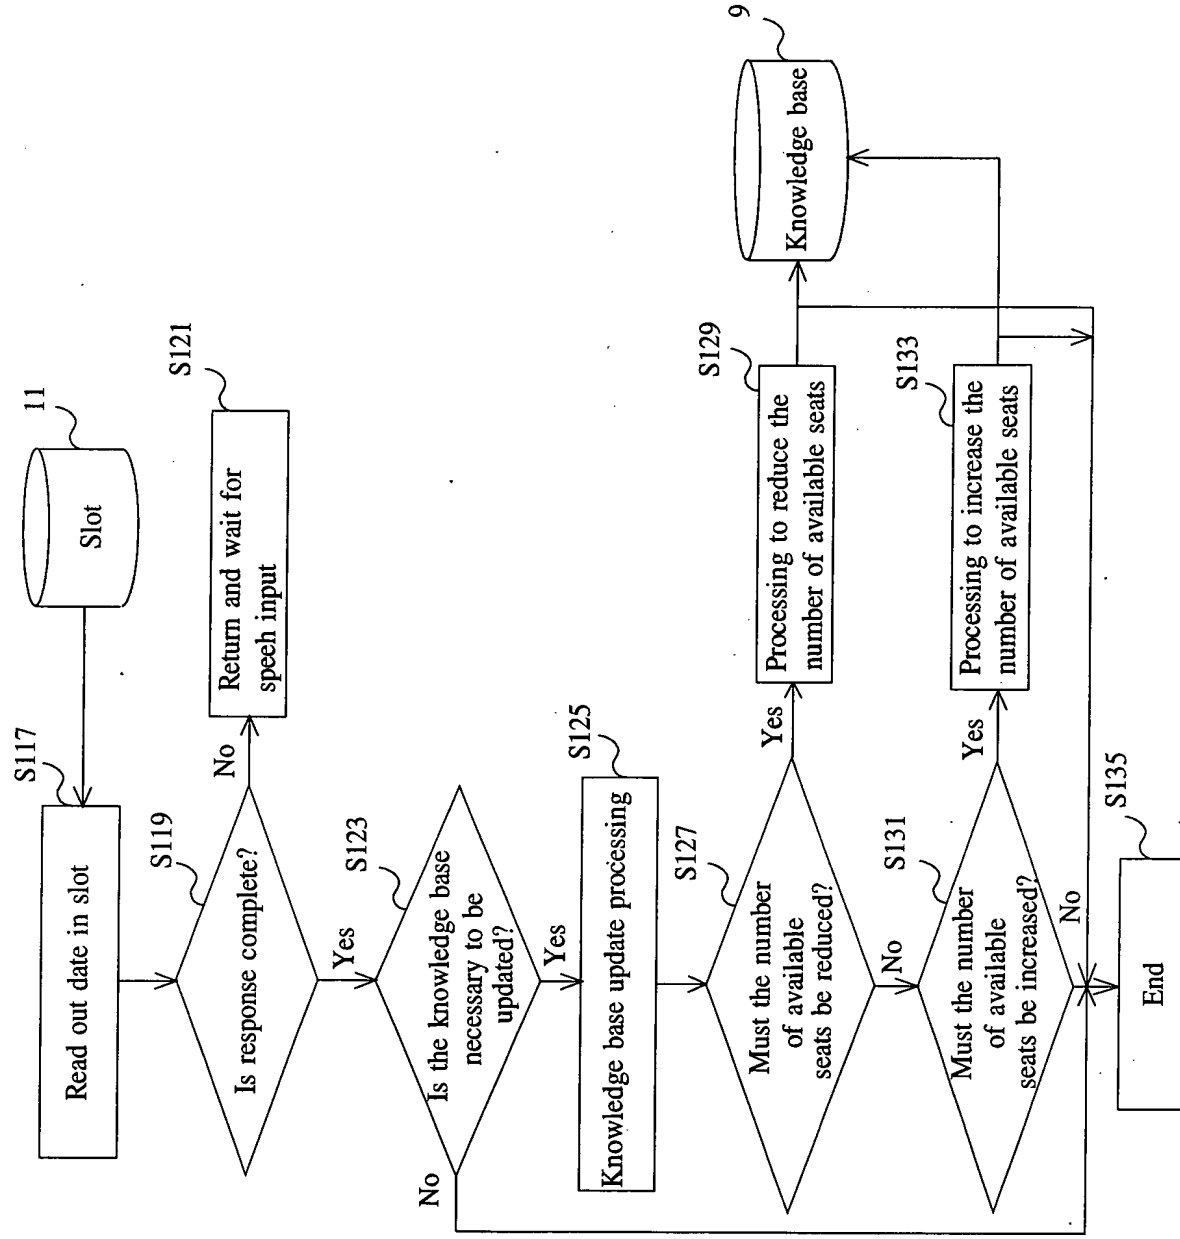 11
Slot
S117
Read out date in slot
S119
Is response complete?
No
S121
Return and wait for
speeh input
Yes
S123
Is the knowledge base
necessary to be
updated?
No
Yes
S125
Knowledge base update processing
S127
Must the number
of available
seats be reduced?
Yes
S129
Processing to reduce the
number of available seats
9
Knowledge base
No
S131
Must the number
of available
seats be increased?
Yes
S133
Processing to increase the
number of available seats
No
S135
End